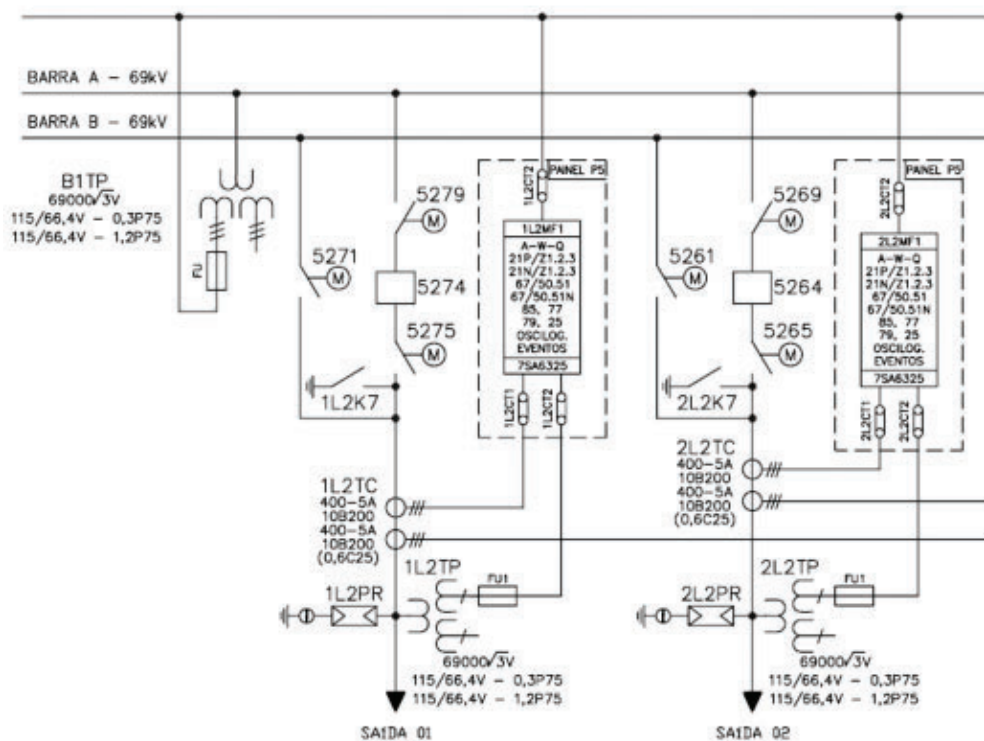 BARRA A - 69kV
BARRA B - 69kV
B1TP
69000√3V
115/66,4V - 0,3P75
115/66,4V - 1,2P75
FU
5271
M
5279
M
5274
5275
M
1L2K7
PAINEL P5
1L2CT2
1L2MF1
A-W-Q
21P/Z1.2.3
21N/Z1.2.3
67/50.51
67/50.51N
85, 77
79, 25
OSCILOG.
EVENTOS
7SA6325
1L2CT1
1L2CT2
1L2TC
400-5A
10B200
400-5A
10B200
(0,6C25)
1L2PR
1L2TP
FU1
69000√3V
115/66,4V - 0,3P75
115/66,4V - 1,2P75
SA1DA 01
5261
M
5269
M
5264
5265
M
2L2K7
PAINEL P5
2L2CT2
2L2MF1
A-W-Q
21P/Z1.2.3
21N/Z1.2.3
67/50.51
67/50.51N
85, 77
79, 25
OSCILOG.
EVENTOS
7SA6325
2L2CT1
2L2CT2
2L2TC
400-5A
10B200
400-5A
10B200
(0,6C25)
2L2PR
2L2TP
FU1
69000√3V
115/66,4V - 0,3P75
115/66,4V - 1,2P75
SA1DA 02